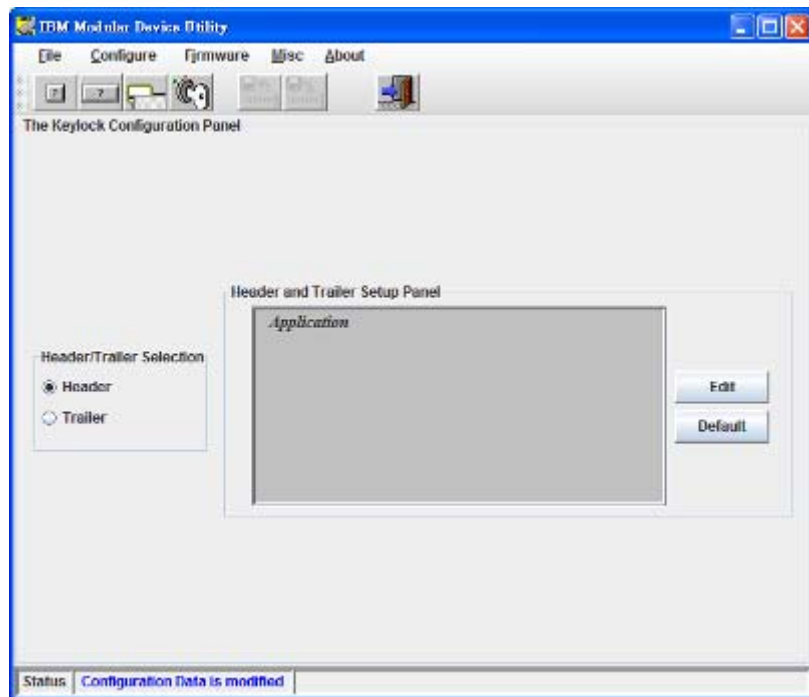 IBM Modular Device Utility
File Configure Firmware Misc About
The Keylock Configuration Panel
Header and Trailer Setup Panel
Application
Header/Trailer Selection
Header
Trailer
Edit
Default
Status Configuration Data is modified